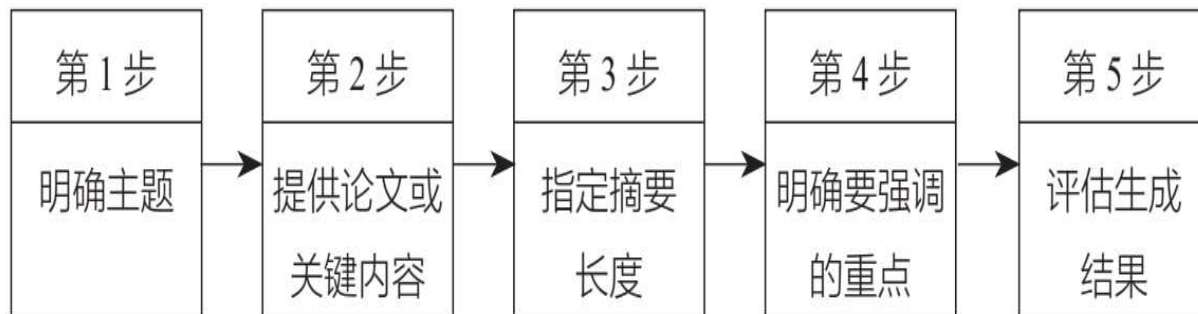 第 1 步
明确主题
第 2 步
提供论文或
关键内容
第 3 步
指定摘要
长度
第 4 步
明确要强调
的重点
第 5 步
评估生成
结果